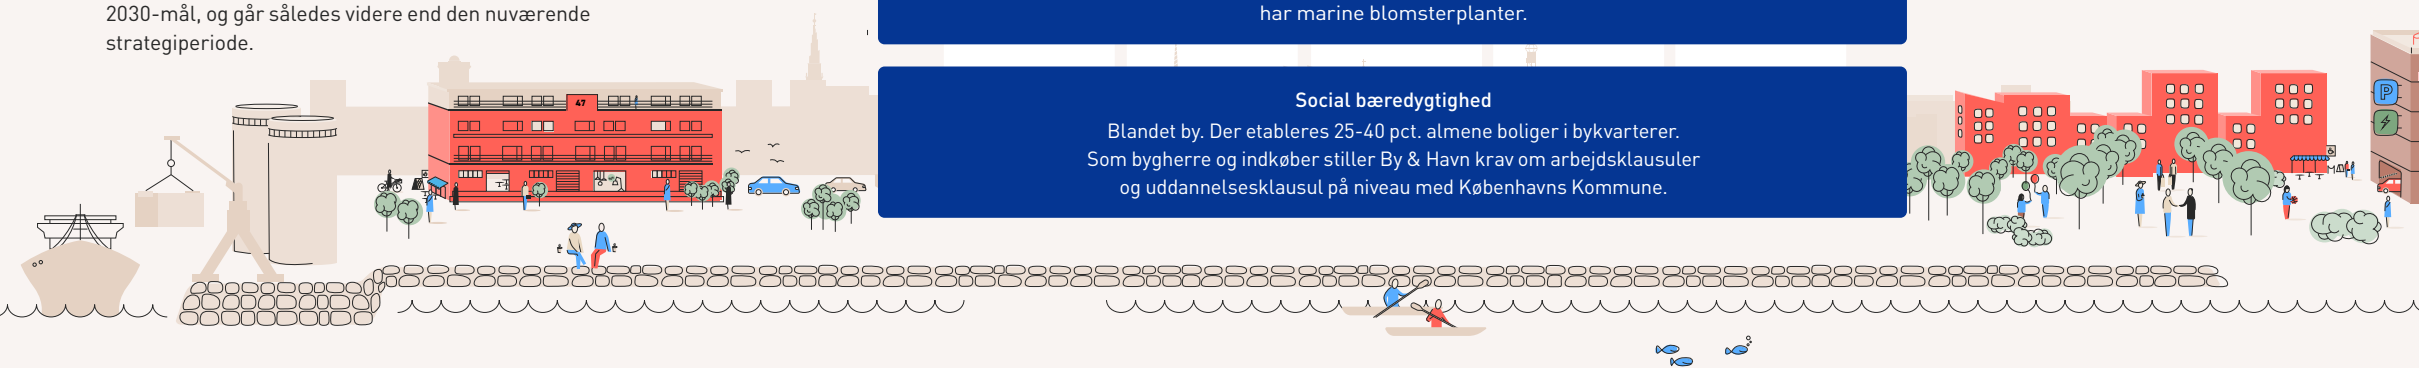 2030-mål, og går således videre end den nuværende
strategiperiode.
har marine blomsterplanter.
Social bæredygtighed
Blandet by. Der etableres 25-40 pct. almene boliger i bykvarterer.
Som bygherre og indkøber stiller By & Havn krav om arbejdsklausuler
og uddannelsesklausul på niveau med Københavns Kommune.
47
P